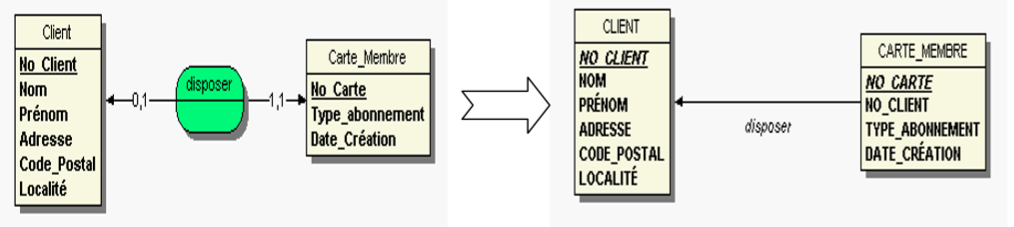 Client
No_Client
Nom
Prénom
Adresse
Code_Postal
Localité
0,1
disposer
1,1
Carte_Membre
No_Carte
Type_abonnement
Date_Création
CLIENT
NO_CLIENT
NOM
PRÉNOM
ADRESSE
CODE_POSTAL
LOCALITÉ
disposer
CARTE_MEMBRE
NO_CARTE
NO_CLIENT
TYPE_ABONNEMENT
DATE_CRÉATION